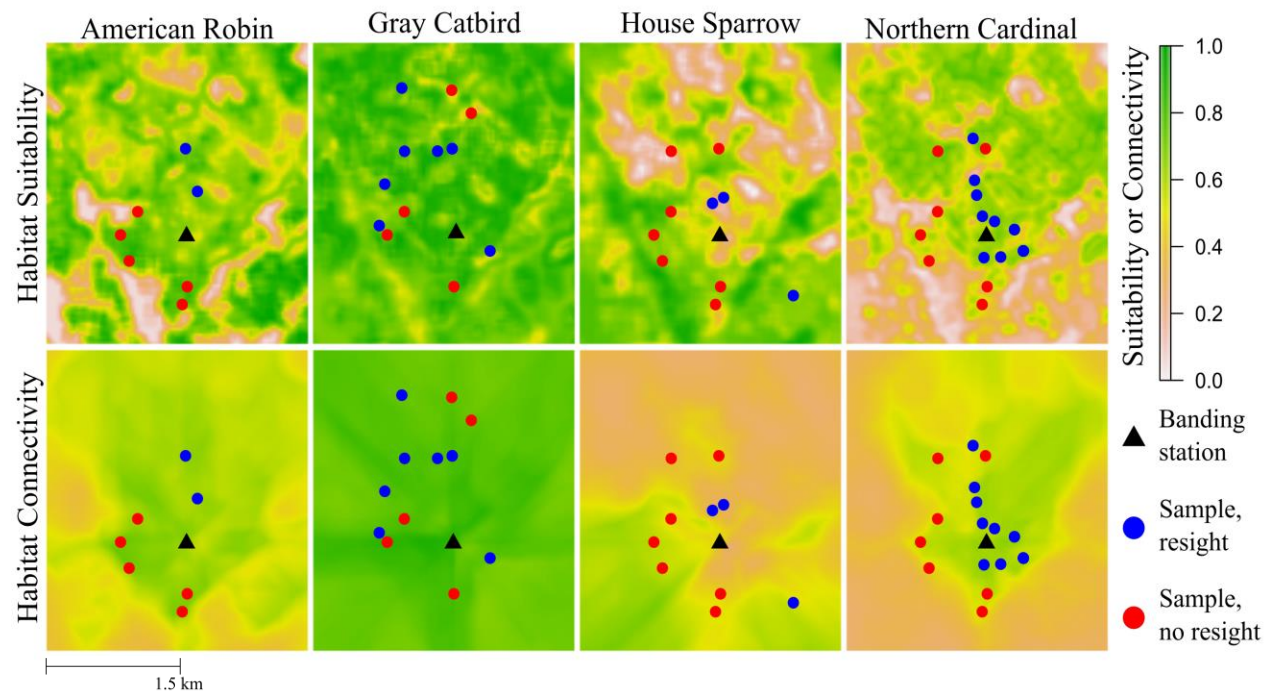 American Robin
Gray Catbird
House Sparrow
Northern Cardinal
Habitat Suitability
Habitat Connectivity
Suitability or Connectivity
1.0
0.8
0.6
0.4
0.2
0.0
Banding
station
Sample,
resight
Sample,
no resight
1.5 km